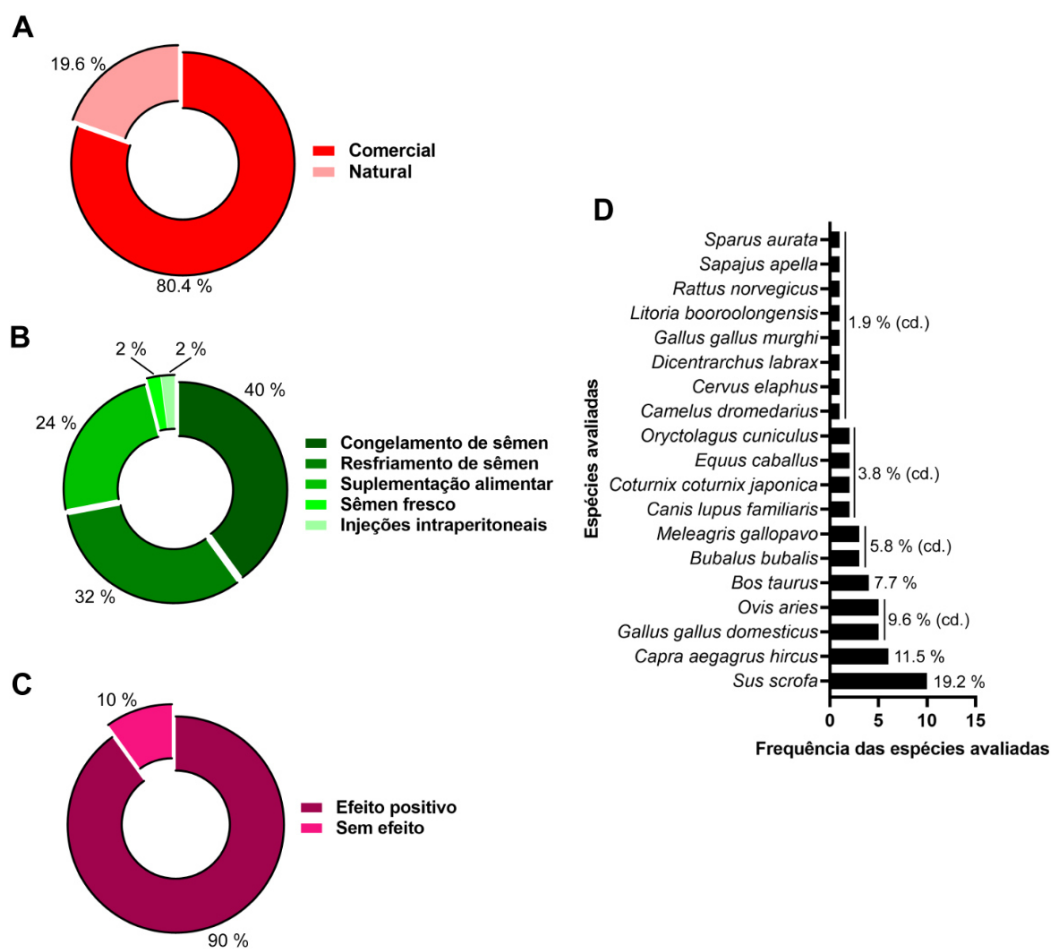 A
19.6 %
80.4 %
Comercial
Natural
B
2 %
2 %
40 %
24 %
32 %
Congelamento de sêmen
Resfriamento de sêmen
Suplementação alimentar
Sêmen fresco
Injeções intraperitoneais
C
10 %
90 %
Efeito positivo
Sem efeito
D
Espécies avaliadas
Sparus aurata
Sapajus apella
Rattus norvegicus
Litoria booroolongensis
Gallus gallus murghi
Dicentrarchus labrax
Cervus elaphus
Camelus dromedarius
1.9 % (cd.)
Oryctolagus cuniculus
Equus caballus
Coturnix coturnix japonica
Canis lupus familiaris
3.8 % (cd.)
Meleagris gallopavo
Bubalus bubalis
5.8 % (cd.)
Bos taurus 7.7 %
Ovis aries
Gallus gallus domesticus
9.6 % (cd.)
Capra aegagrus hircus 11.5 %
Sus scrofa 19.2 %
0 5 10 15
Frequência das espécies avaliadas